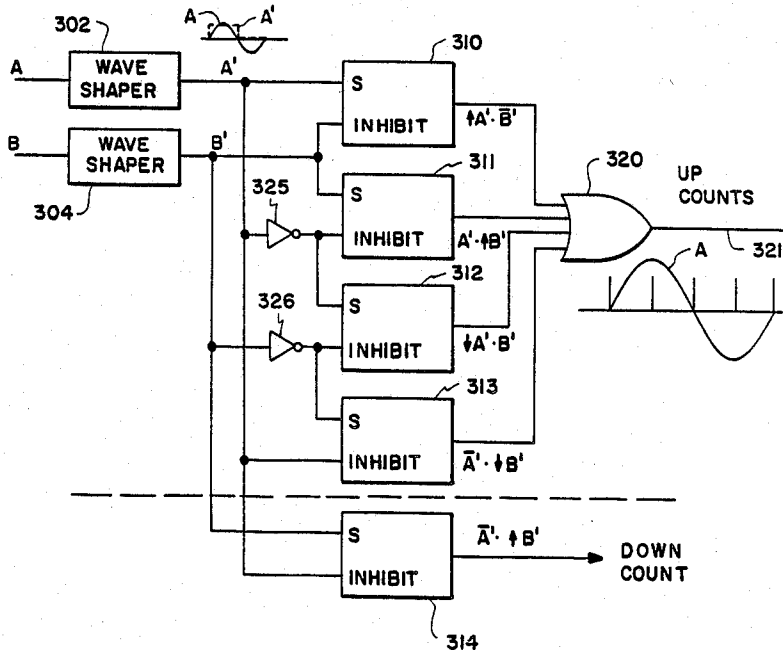 A A'
302
A
WAVE
SHAPER
A'
B
WAVE
SHAPER
B'
304
310
S
INHIBIT
↑A'·B̅'
311
S
INHIBIT
A'·↑B'
325
312
S
INHIBIT
↓A'·B'
326
313
S
INHIBIT
A̅'·↓B'
320
UP
COUNTS
321
A
S
INHIBIT
A̅'·↑B'
DOWN
COUNT
314